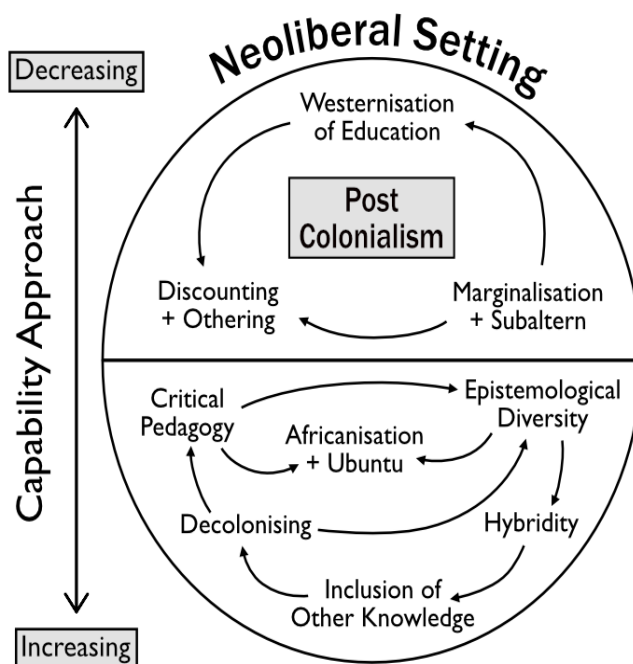 Neoliberal Setting
Decreasing
Capability Approach
Increasing
Westernisation
of Education
Post
Colonialism
Discounting
+ Othering
Marginalisation
+ Subaltern
Critical
Pedagogy
Epistemological
Diversity
Africanisation
+ Ubuntu
Decolonising
Hybridity
Inclusion of
Other Knowledge